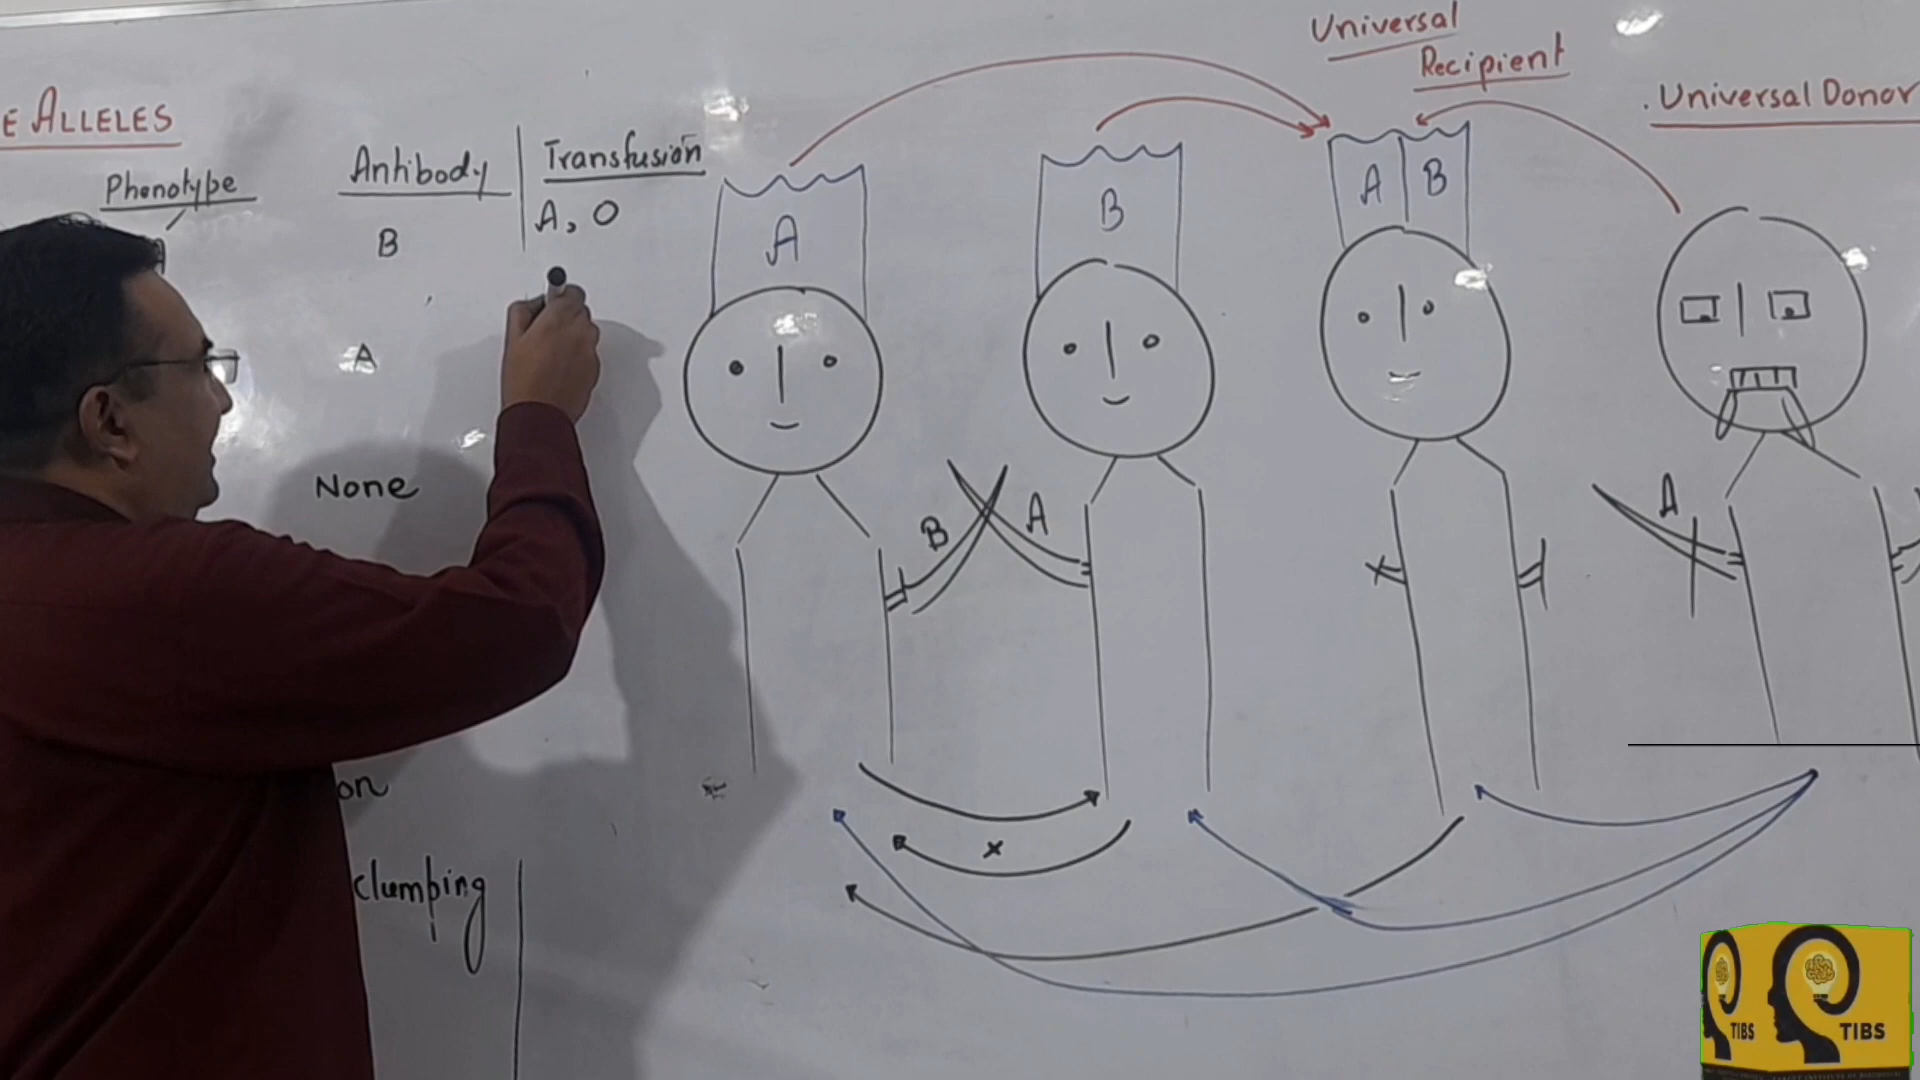 E ALLELES
Phenotype
Antibody
Transfusion
B
A, O
A
None
on
clumping
Universal
Recipient
. Universal Donor
A
B
A B
B
A
A
x
TIBS
TIBS